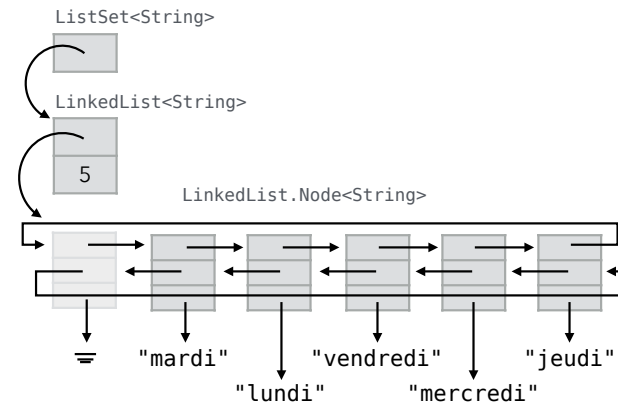 ListSet<String>
LinkedList<String>
5
LinkedList.Node<String>
"mardi" "vendredi" "jeudi"
"lundi" "mercredi"